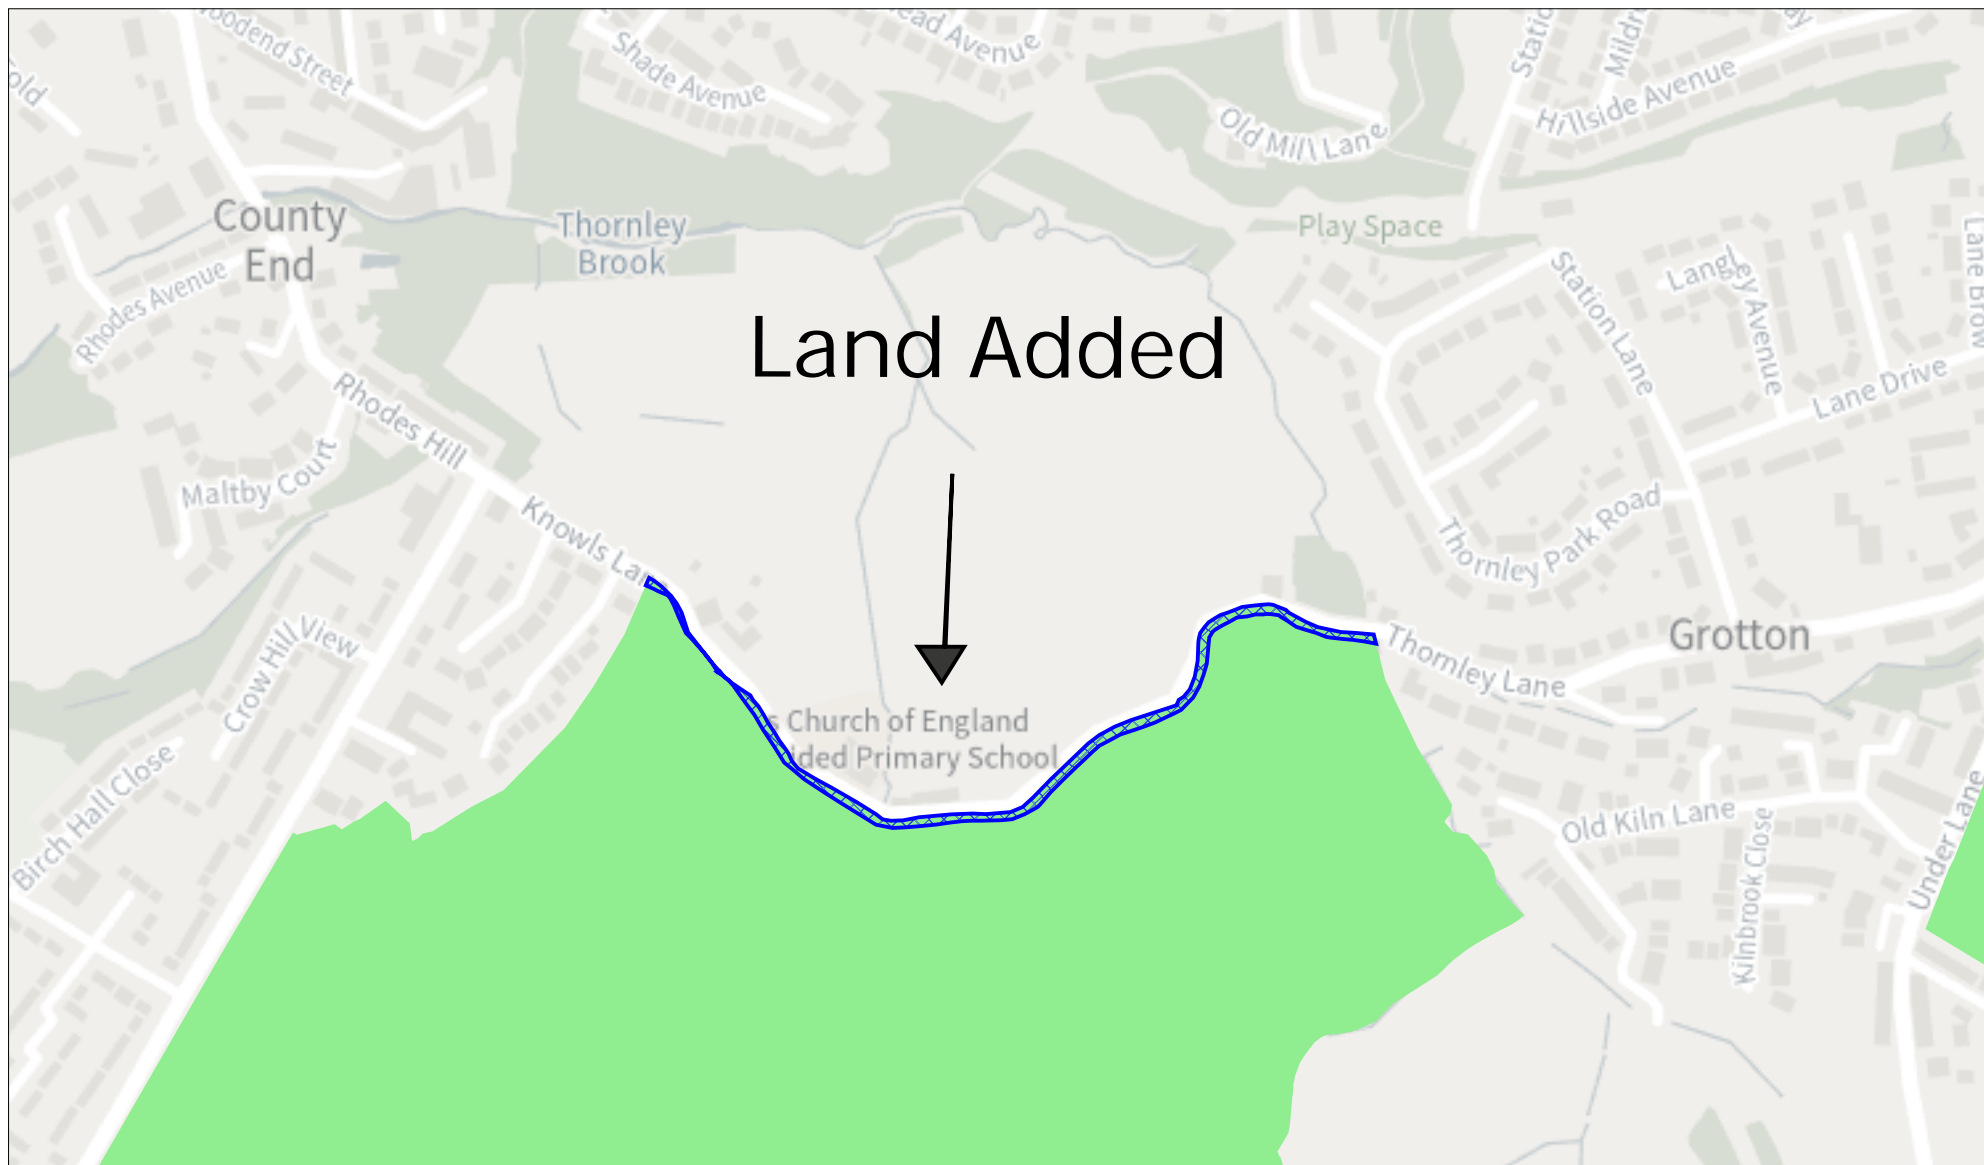 Shade Avenue
Old Mill Lane
Hillside Avenue
County
End
Thornley
Brook
Play Space
Rhodes Avenue
Station Lane
Langley Avenue
Land Added
Lane Drive
Rhodes Hill
Maltby Court
Knowls Lane
Thornley Park Road
Crow Hill View
Grotton
Thornley Lane
Church of England
Primary School
Birch Hall Close
Old Kiln Lane
Kilnbrook Close
Under Lane